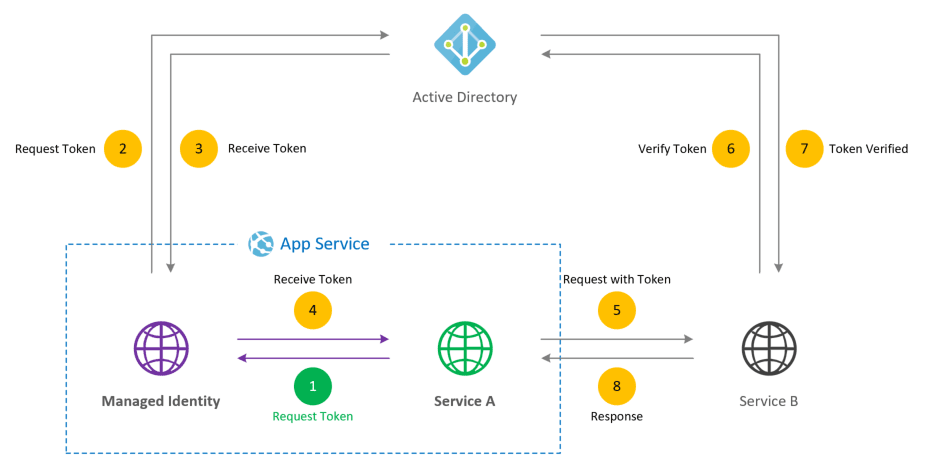 Active Directory
Request Token
2
3
Receive Token
Verify Token
6
7
Token Verified
App Service
Receive Token
4
Request with Token
5
1
Request Token
8
Response
Managed Identity
Service A
Service B